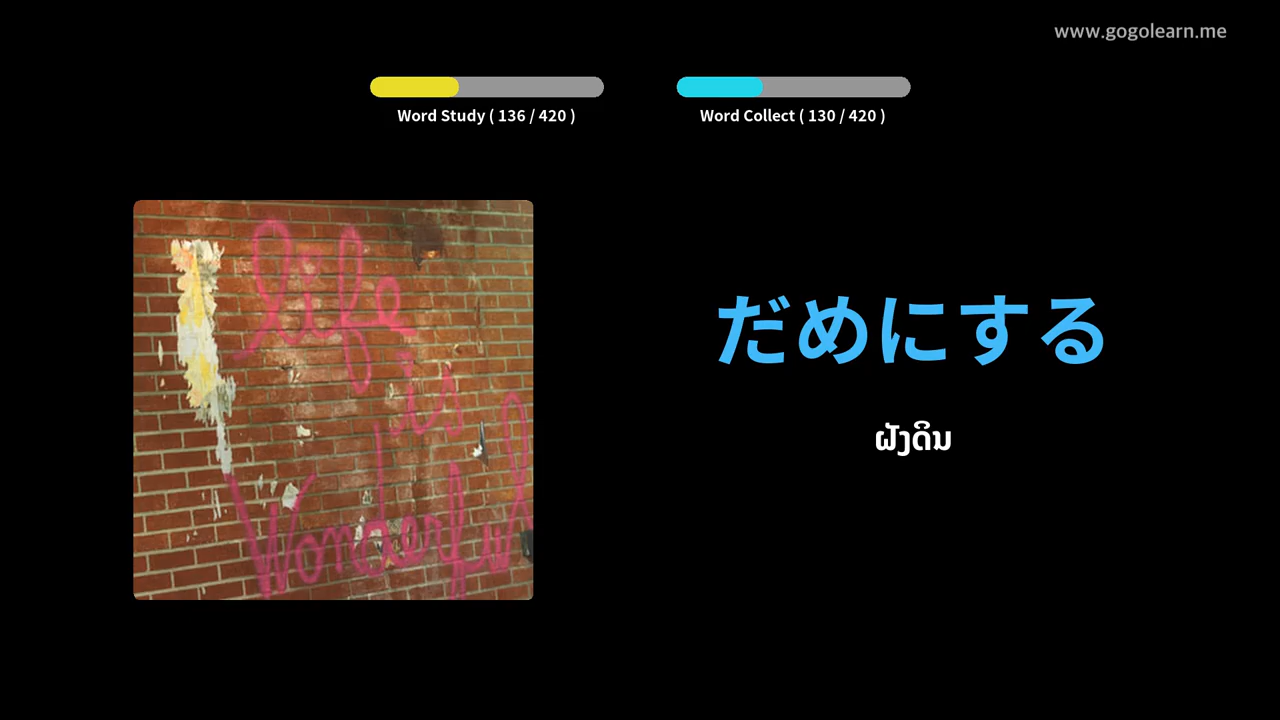 www.gogolearn.me
Word Study ( 136 / 420 )
Word Collect ( 130 / 420 )
life
is
Wonderful
だめにする
ຝັງດິນ